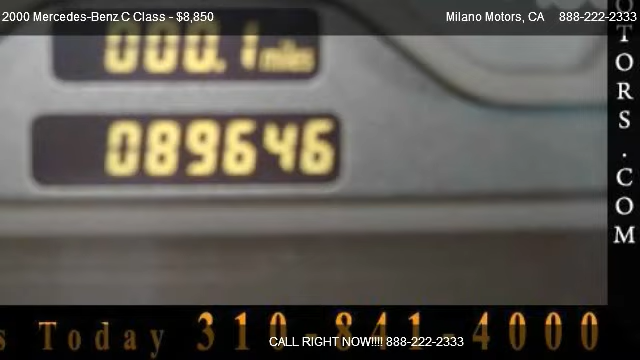 2000 Mercedes-Benz C Class - $8,850
Milano Motors, CA 888-222-2333
000.1 miles
089646
OTORS.COM
s Today 310-841-4000
CALL RIGHT NOW!!!! 888-222-2333